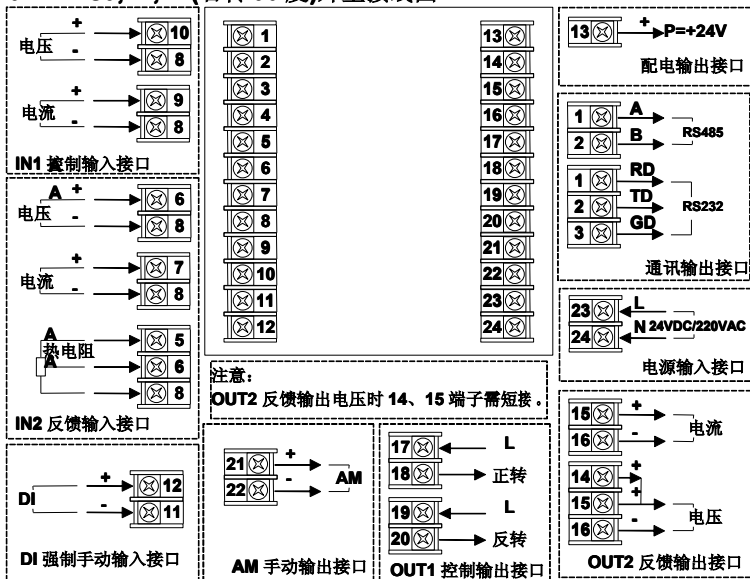 电压
+
-
10
8
电流
+
-
9
8
IN1 控制输入接口
电压
A +
-
6
8
电流
+
-
7
8
A
热电阻
A
5
6
8
IN2 反馈输入接口
DI
+
-
12
11
DI 强制手动输入接口
1
2
3
4
5
6
7
8
9
10
11
12
13
14
15
16
17
18
19
20
21
22
23
24
注意：
OUT2 反馈输出电压时 14、15 端子需短接。
21
22
+
-
AM
AM 手动输出接口
17 L
18 正转
19 L
20 反转
OUT1 控制输出接口
13 + P=+24V
配电输出接口
1 A
2 B
RS485
1 RD
2 TD
3 GD
RS232
通讯输出接口
23 L
24 N 24VDC/220VAC
电源输入接口
15 +
16 -
电流
14 +
15 +
16 -
电压
OUT2 反馈输出接口